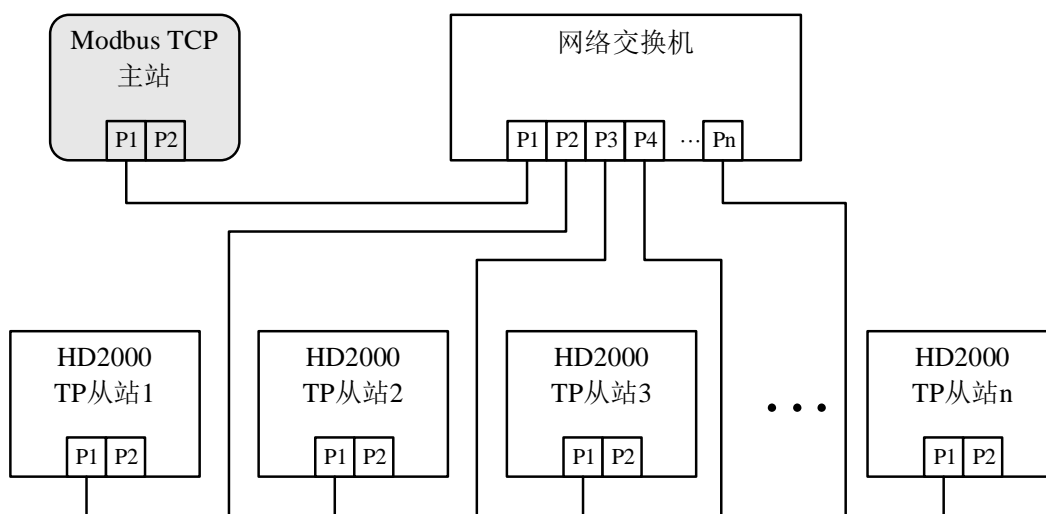 Modbus TCP
主站
P1 P2
网络交换机
P1 P2 P3 P4 … Pn
HD2000
TP从站1
P1 P2
HD2000
TP从站2
P1 P2
HD2000
TP从站3
P1 P2
HD2000
TP从站n
P1 P2